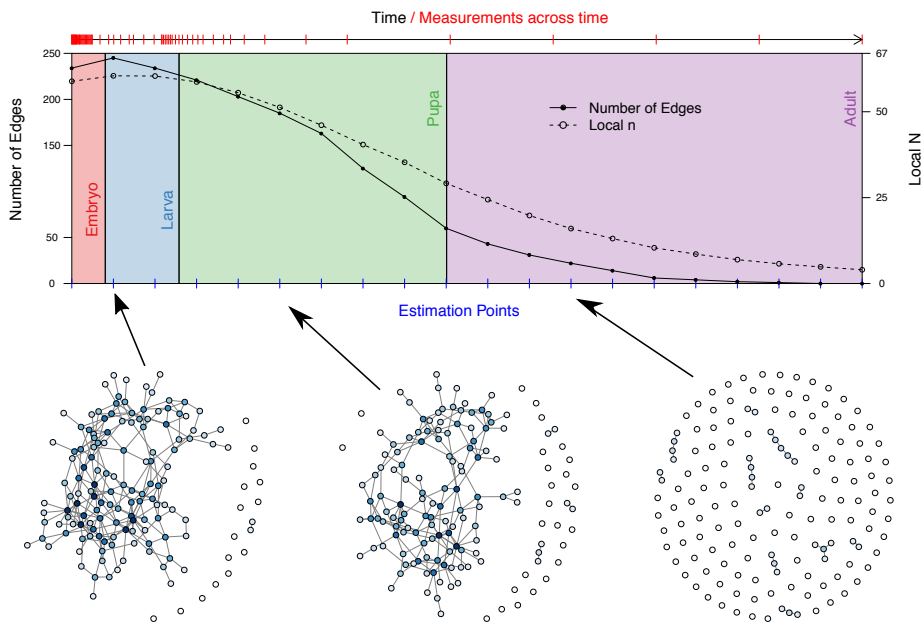 Time / Measurements across time
250
200
150
50
0
Number of Edges
Embryo
Larva
Pupa
Adult
Number of Edges
Local n
67
50
25
0
Local N
Estimation Points